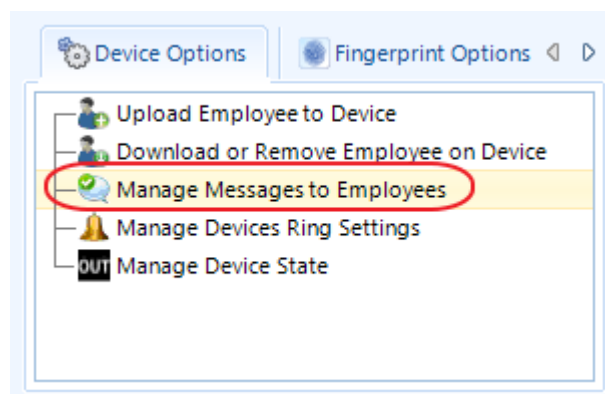 Device Options
Fingerprint Options
Upload Employee to Device
Download or Remove Employee on Device
Manage Messages to Employees
Manage Devices Ring Settings
OUT Manage Device State